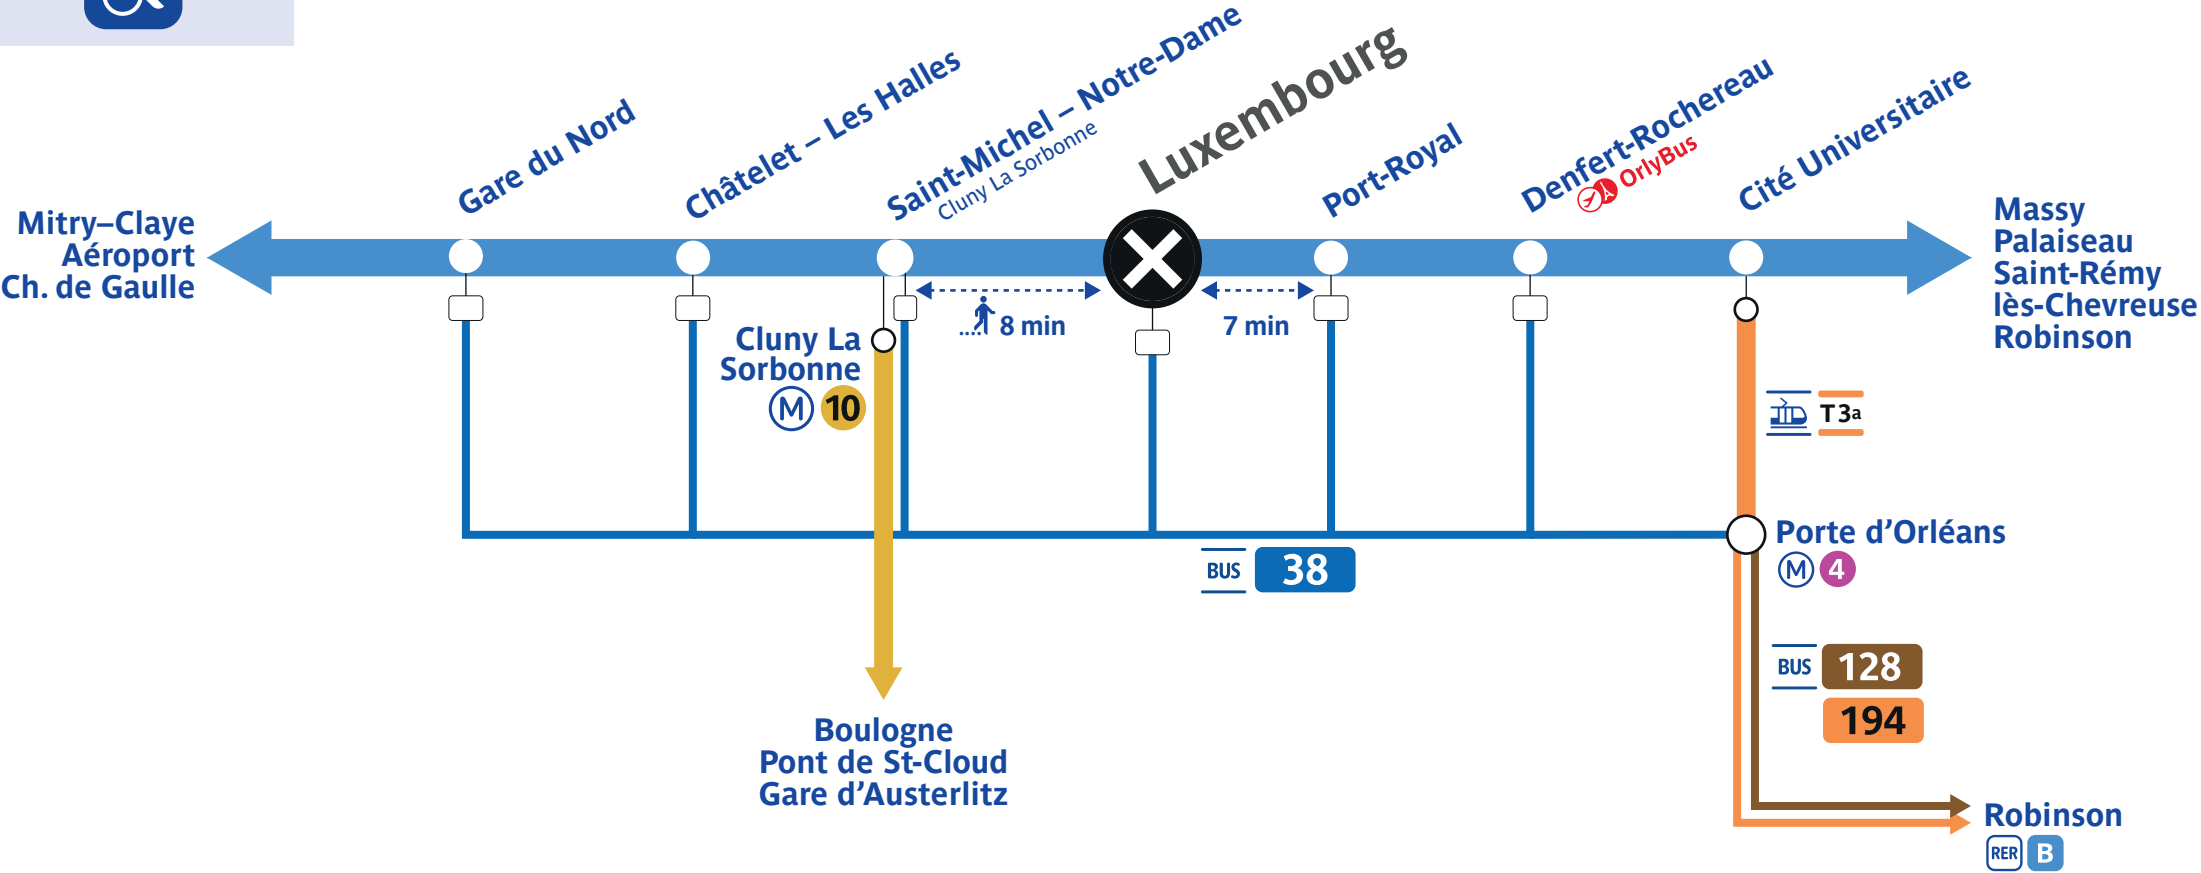 Gare du Nord
Châtelet – Les Halles
Saint-Michel – Notre-Dame
Cluny La Sorbonne
Luxembourg
Port-Royal
Denfert-Rochereau
OrlyBus
Cité Universitaire
Mitry–Claye
Aéroport
Ch. de Gaulle
Massy
Palaiseau
Saint-Rémy
lès-Chevreuse
Robinson
8 min
7 min
Cluny La
Sorbonne
M 10
T3a
Porte d’Orléans
M 4
BUS 38
BUS 128
194
Boulogne
Pont de St-Cloud
Gare d’Austerlitz
Robinson
RER B